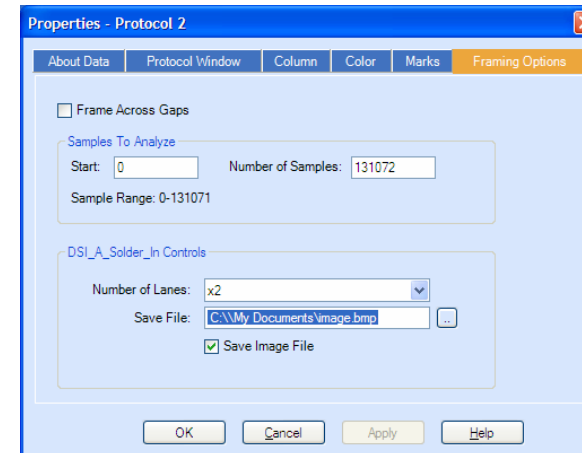 Properties - Protocol 2
About Data Protocol Window Column Color Marks Framing Options
Frame Across Gaps
Samples To Analyze
Start: 0 Number of Samples: 131072
Sample Range: 0-131071
DSI_A_Solder_In Controls
Number of Lanes: x2
Save File: C:\\My Documents\image.bmp ..
Save Image File
OK Cancel Apply Help